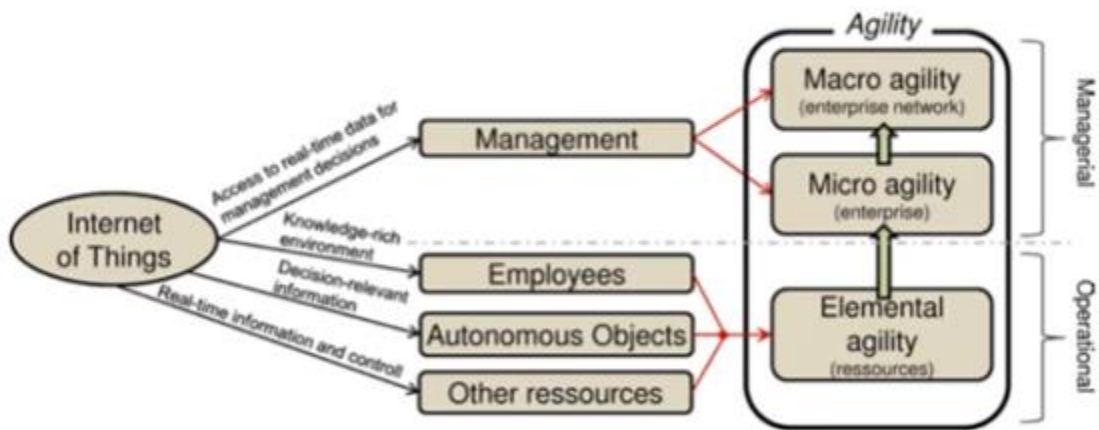 Agility
Macro agility
(enterprise network)
Managerial
Access to real-time data for
management decisions
Management
Micro agility
(enterprise)
Internet
of Things
Knowledge-rich
environment
Employees
Decision-relevant
information
Autonomous Objects
Elemental
agility
(ressources)
Operational
Real-time information and controll
Other ressources